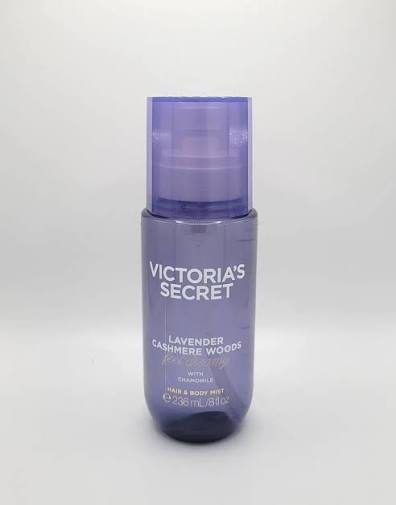 VICTORIA'S
SECRET
LAVENDER
CASHMERE WOODS
WITH
CHAMOMILE
HAIR & BODY MIST
℮ 236 mL/8 fl oz